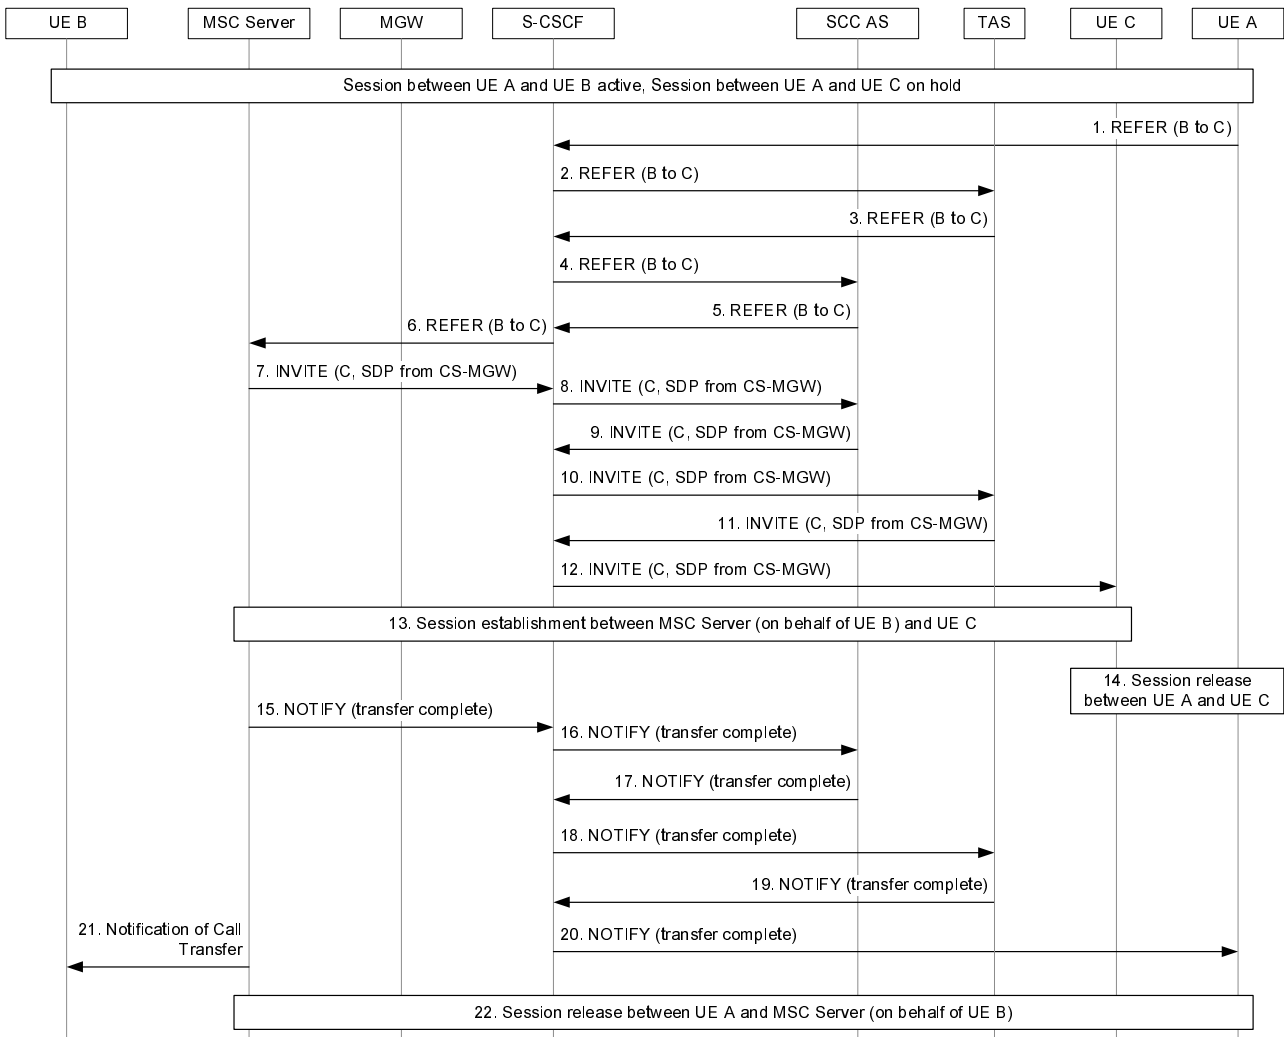 UE B
MSC Server
MGW
S-CSCF
SCC AS
TAS
UE C
UE A
Session between UE A and UE B active, Session between UE A and UE C on hold
1. REFER (B to C)
2. REFER (B to C)
3. REFER (B to C)
4. REFER (B to C)
5. REFER (B to C)
6. REFER (B to C)
7. INVITE (C, SDP from CS-MGW)
8. INVITE (C, SDP from CS-MGW)
9. INVITE (C, SDP from CS-MGW)
10. INVITE (C, SDP from CS-MGW)
11. INVITE (C, SDP from CS-MGW)
12. INVITE (C, SDP from CS-MGW)
13. Session establishment between MSC Server (on behalf of UE B) and UE C
14. Session release
between UE A and UE C
15. NOTIFY (transfer complete)
16. NOTIFY (transfer complete)
17. NOTIFY (transfer complete)
18. NOTIFY (transfer complete)
19. NOTIFY (transfer complete)
20. NOTIFY (transfer complete)
21. Notification of Call
Transfer
22. Session release between UE A and MSC Server (on behalf of UE B)